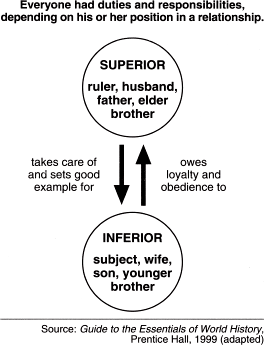 Everyone had duties and responsibilities,
depending on his or her position in a relationship.
SUPERIOR
ruler, husband,
father, elder
brother
takes care of
and sets good
example for
owes
loyalty and
obedience to
INFERIOR
subject, wife,
son, younger
brother
Source: Guide to the Essentials of World History,
Prentice Hall, 1999 (adapted)